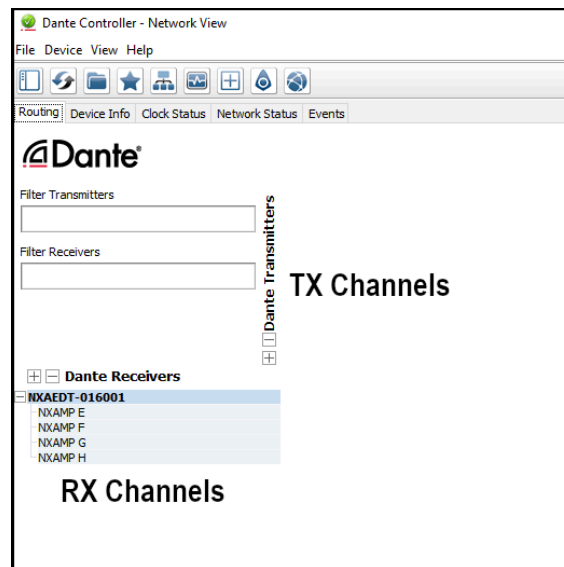 Dante Controller - Network View
File Device View Help
Routing Device Info Clock Status Network Status Events
Dante®
Filter Transmitters
Filter Receivers
Dante Transmitters
TX Channels
Dante Receivers
NXAEDT-016001
NXAMP E
NXAMP F
NXAMP G
NXAMP H
RX Channels